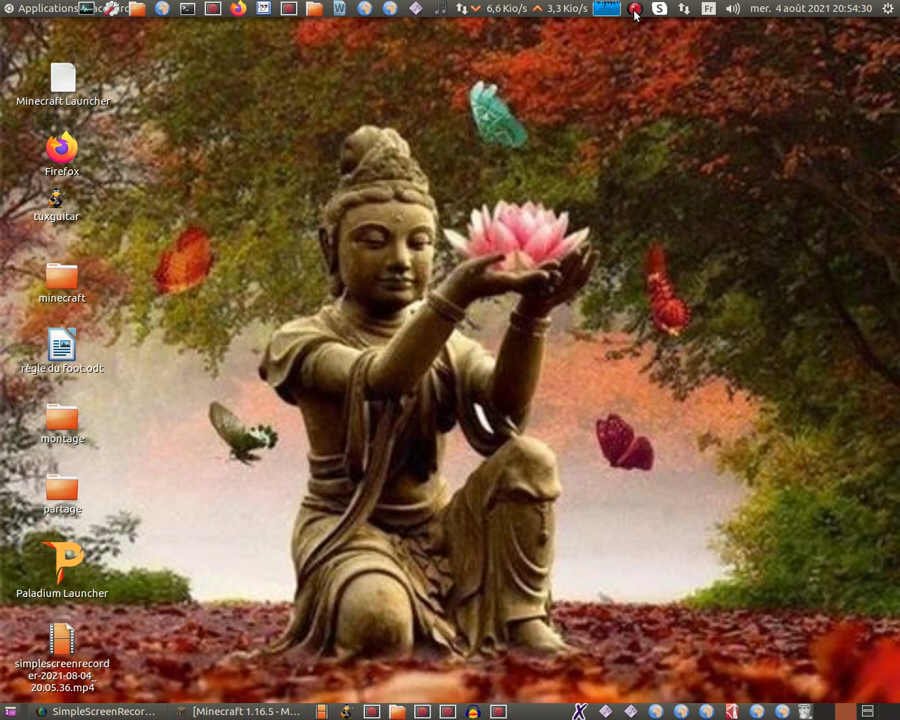 Applications
6,6 Kio/s
3,3 Kio/s
S
Fr
mer. 4 août 2021 20:54:30
Minecraft Launcher
Firefox
tuxguitar
minecraft
règle du foot.odt
montage
partage
Paladium Launcher
simplescreenrecord
er-2021-08-04_
20.05.36.mp4
SimpleScreenRecor...
[Minecraft 1.16.5 - M...